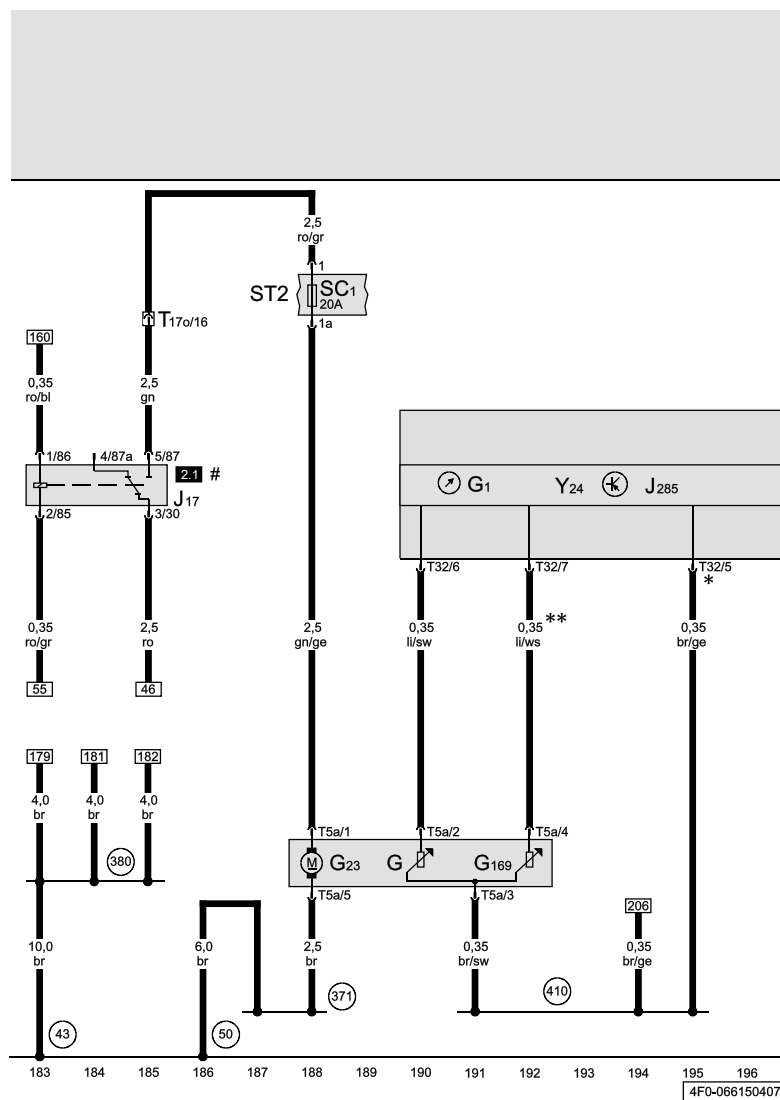 2,5
ro/gr
1
ST2
SC1
20A
1a
T17o/16
160
0,35
ro/bl
2,5
gn
1/86
4/87a
5/87
2.1 #
J17
2/85
3/30
G1
Y24
J285
T32/6
T32/7
T32/5
*
0,35
ro/gr
2,5
ro
2,5
gn/ge
0,35
li/sw
0,35 **
li/ws
0,35
br/ge
55
46
179
181
182
4,0
br
4,0
br
4,0
br
380
T5a/1
T5a/2
T5a/4
M
G23
G
G169
T5a/5
T5a/3
206
10,0
br
6,0
br
2,5
br
0,35
br/sw
0,35
br/ge
371
410
43
50
183 184 185 186 187 188 189 190 191 192 193 194 195 196
4F0-066150407